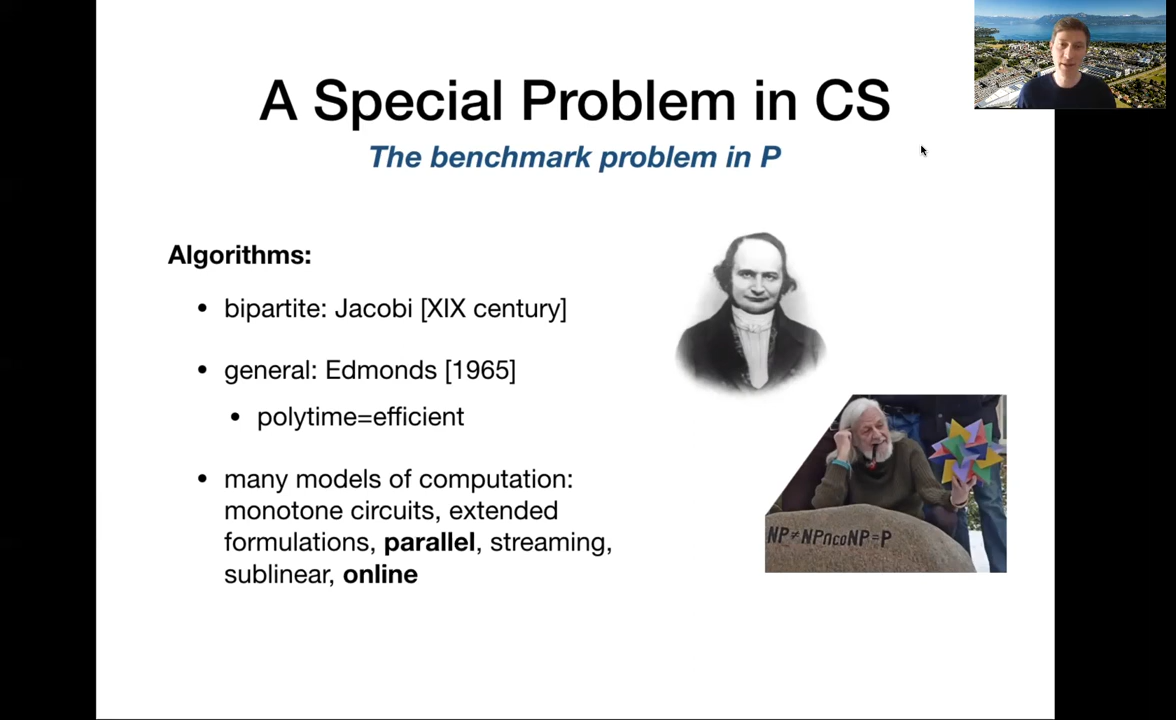 A Special Problem in CS
The benchmark problem in P
Algorithms:
• bipartite: Jacobi [XIX century]
• general: Edmonds [1965]
• polytime=efficient
• many models of computation:
monotone circuits, extended
formulations, parallel, streaming,
sublinear, online
NP≠NP∩coNP=P